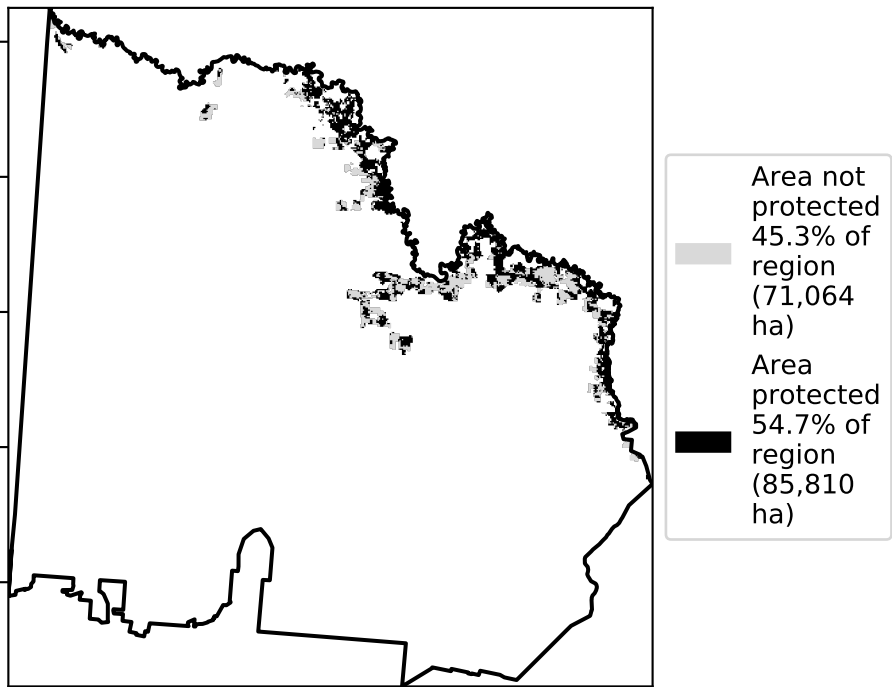 Area not
protected
45.3% of
region
(71,064
ha)
Area
protected
54.7% of
region
(85,810
ha)